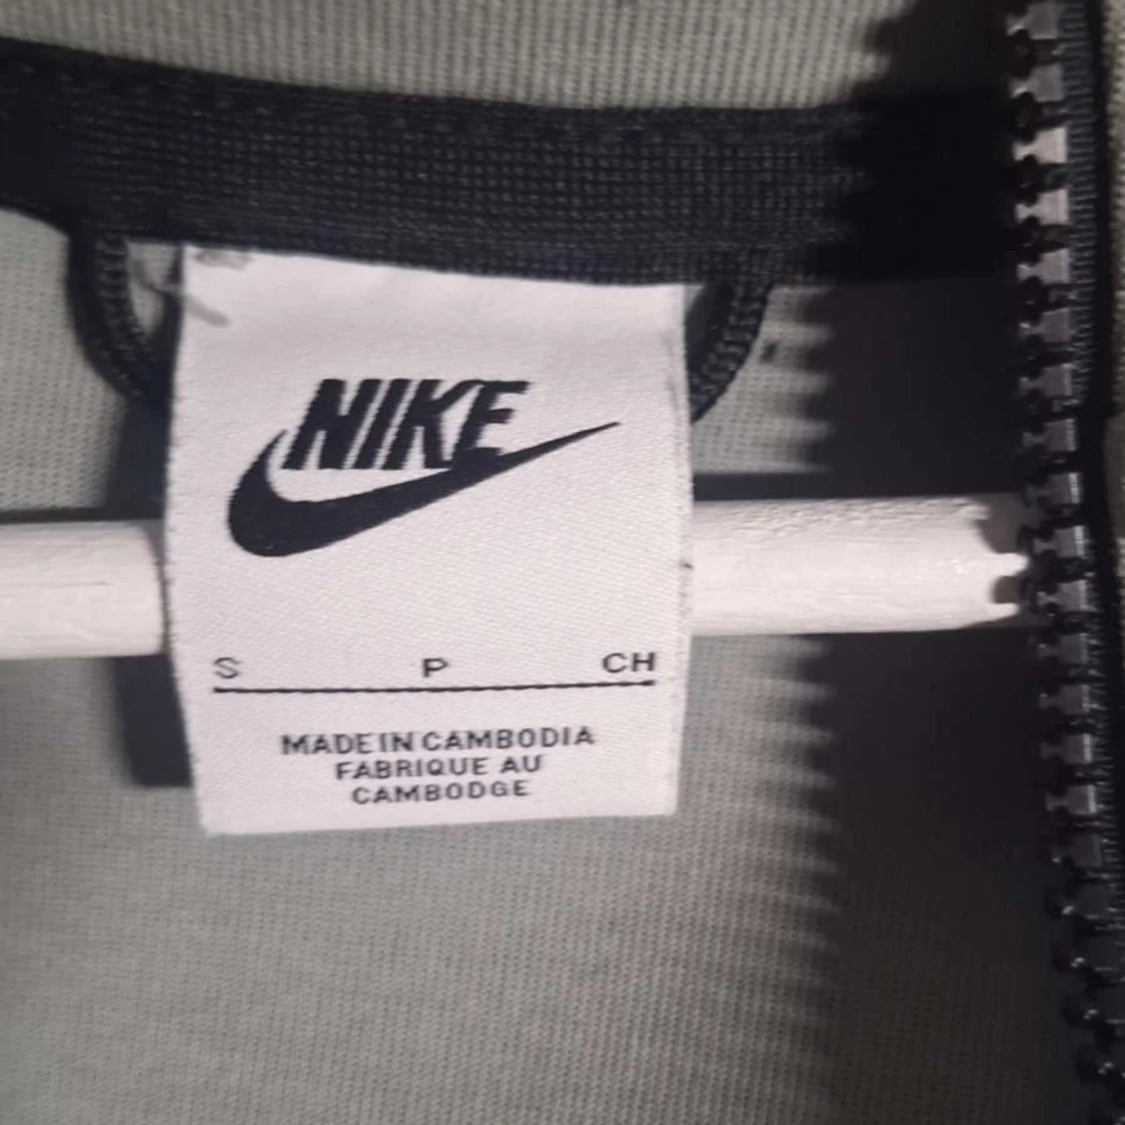 NIKE
S P CH
MADE IN CAMBODIA
FABRIQUE AU
CAMBODGE